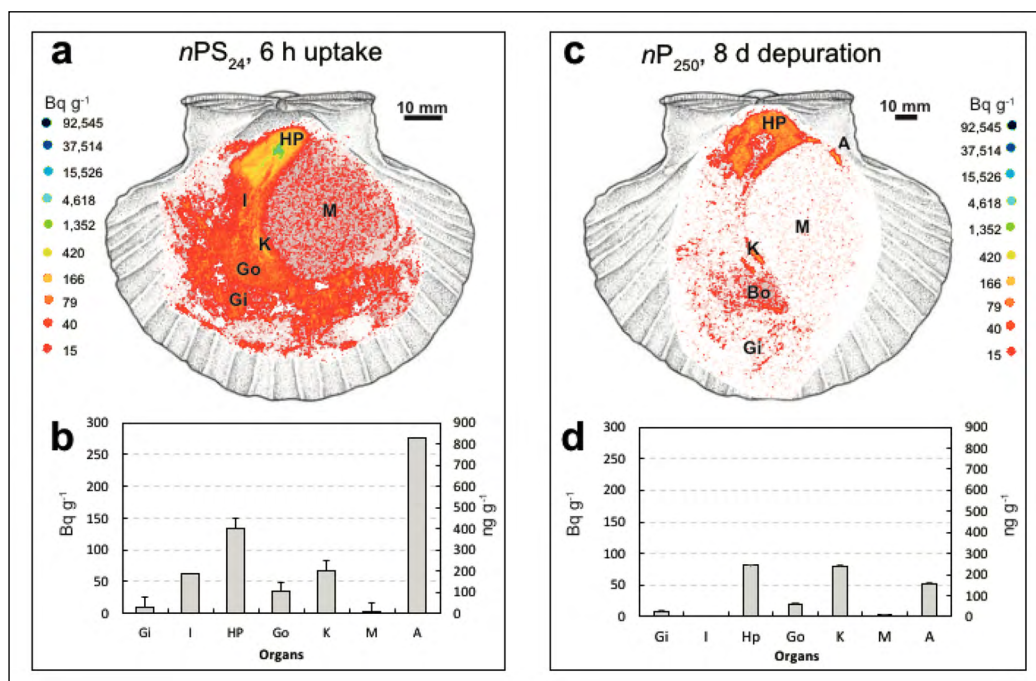 a
nPS24, 6 h uptake
Bq g-1
10 mm
92,545
37,514
15,526
4,618
1,352
420
166
79
40
15
HP
I
M
K
Go
Gi
c
nP250, 8 d depuration
10 mm
Bq g-1
92,545
37,514
15,526
4,618
1,352
420
166
79
40
15
HP
A
M
K
Bo
Gi
b
300
250
200
150
100
50
0
Bq g-1
900
800
700
600
500
400
300
200
100
0
ng g-1
Gi I HP Go K M A
Organs
d
300
250
200
150
100
50
0
Bq g-1
900
800
700
600
500
400
300
200
100
0
ng g-1
Gi I Hp Go K M A
Organs